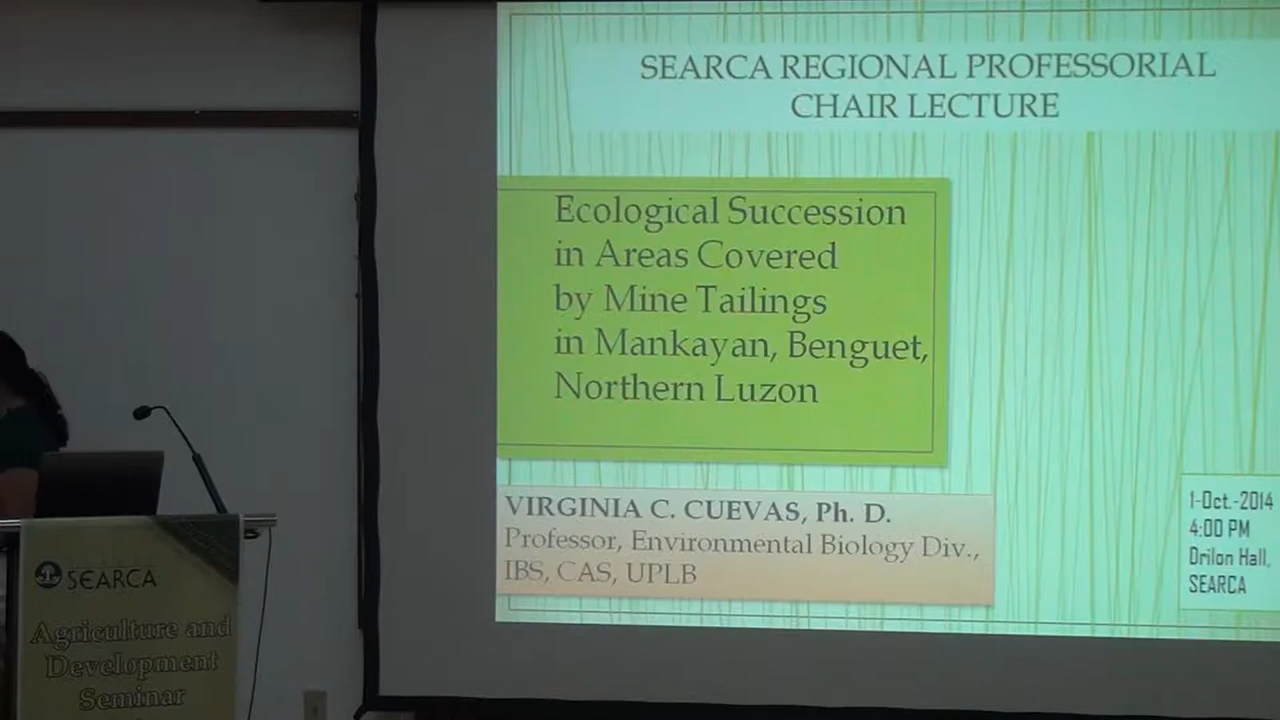 SEARCA REGIONAL PROFESSORIAL
CHAIR LECTURE
Ecological Succession
in Areas Covered
by Mine Tailings
in Mankayan, Benguet,
Northern Luzon
VIRGINIA C. CUEVAS, Ph. D.
Professor, Environmental Biology Div.,
IBS, CAS, UPLB
1-Oct.-2014
4:00 PM
Drilon Hall,
SEARCA
SEARCA
Agriculture and
Development
Seminar